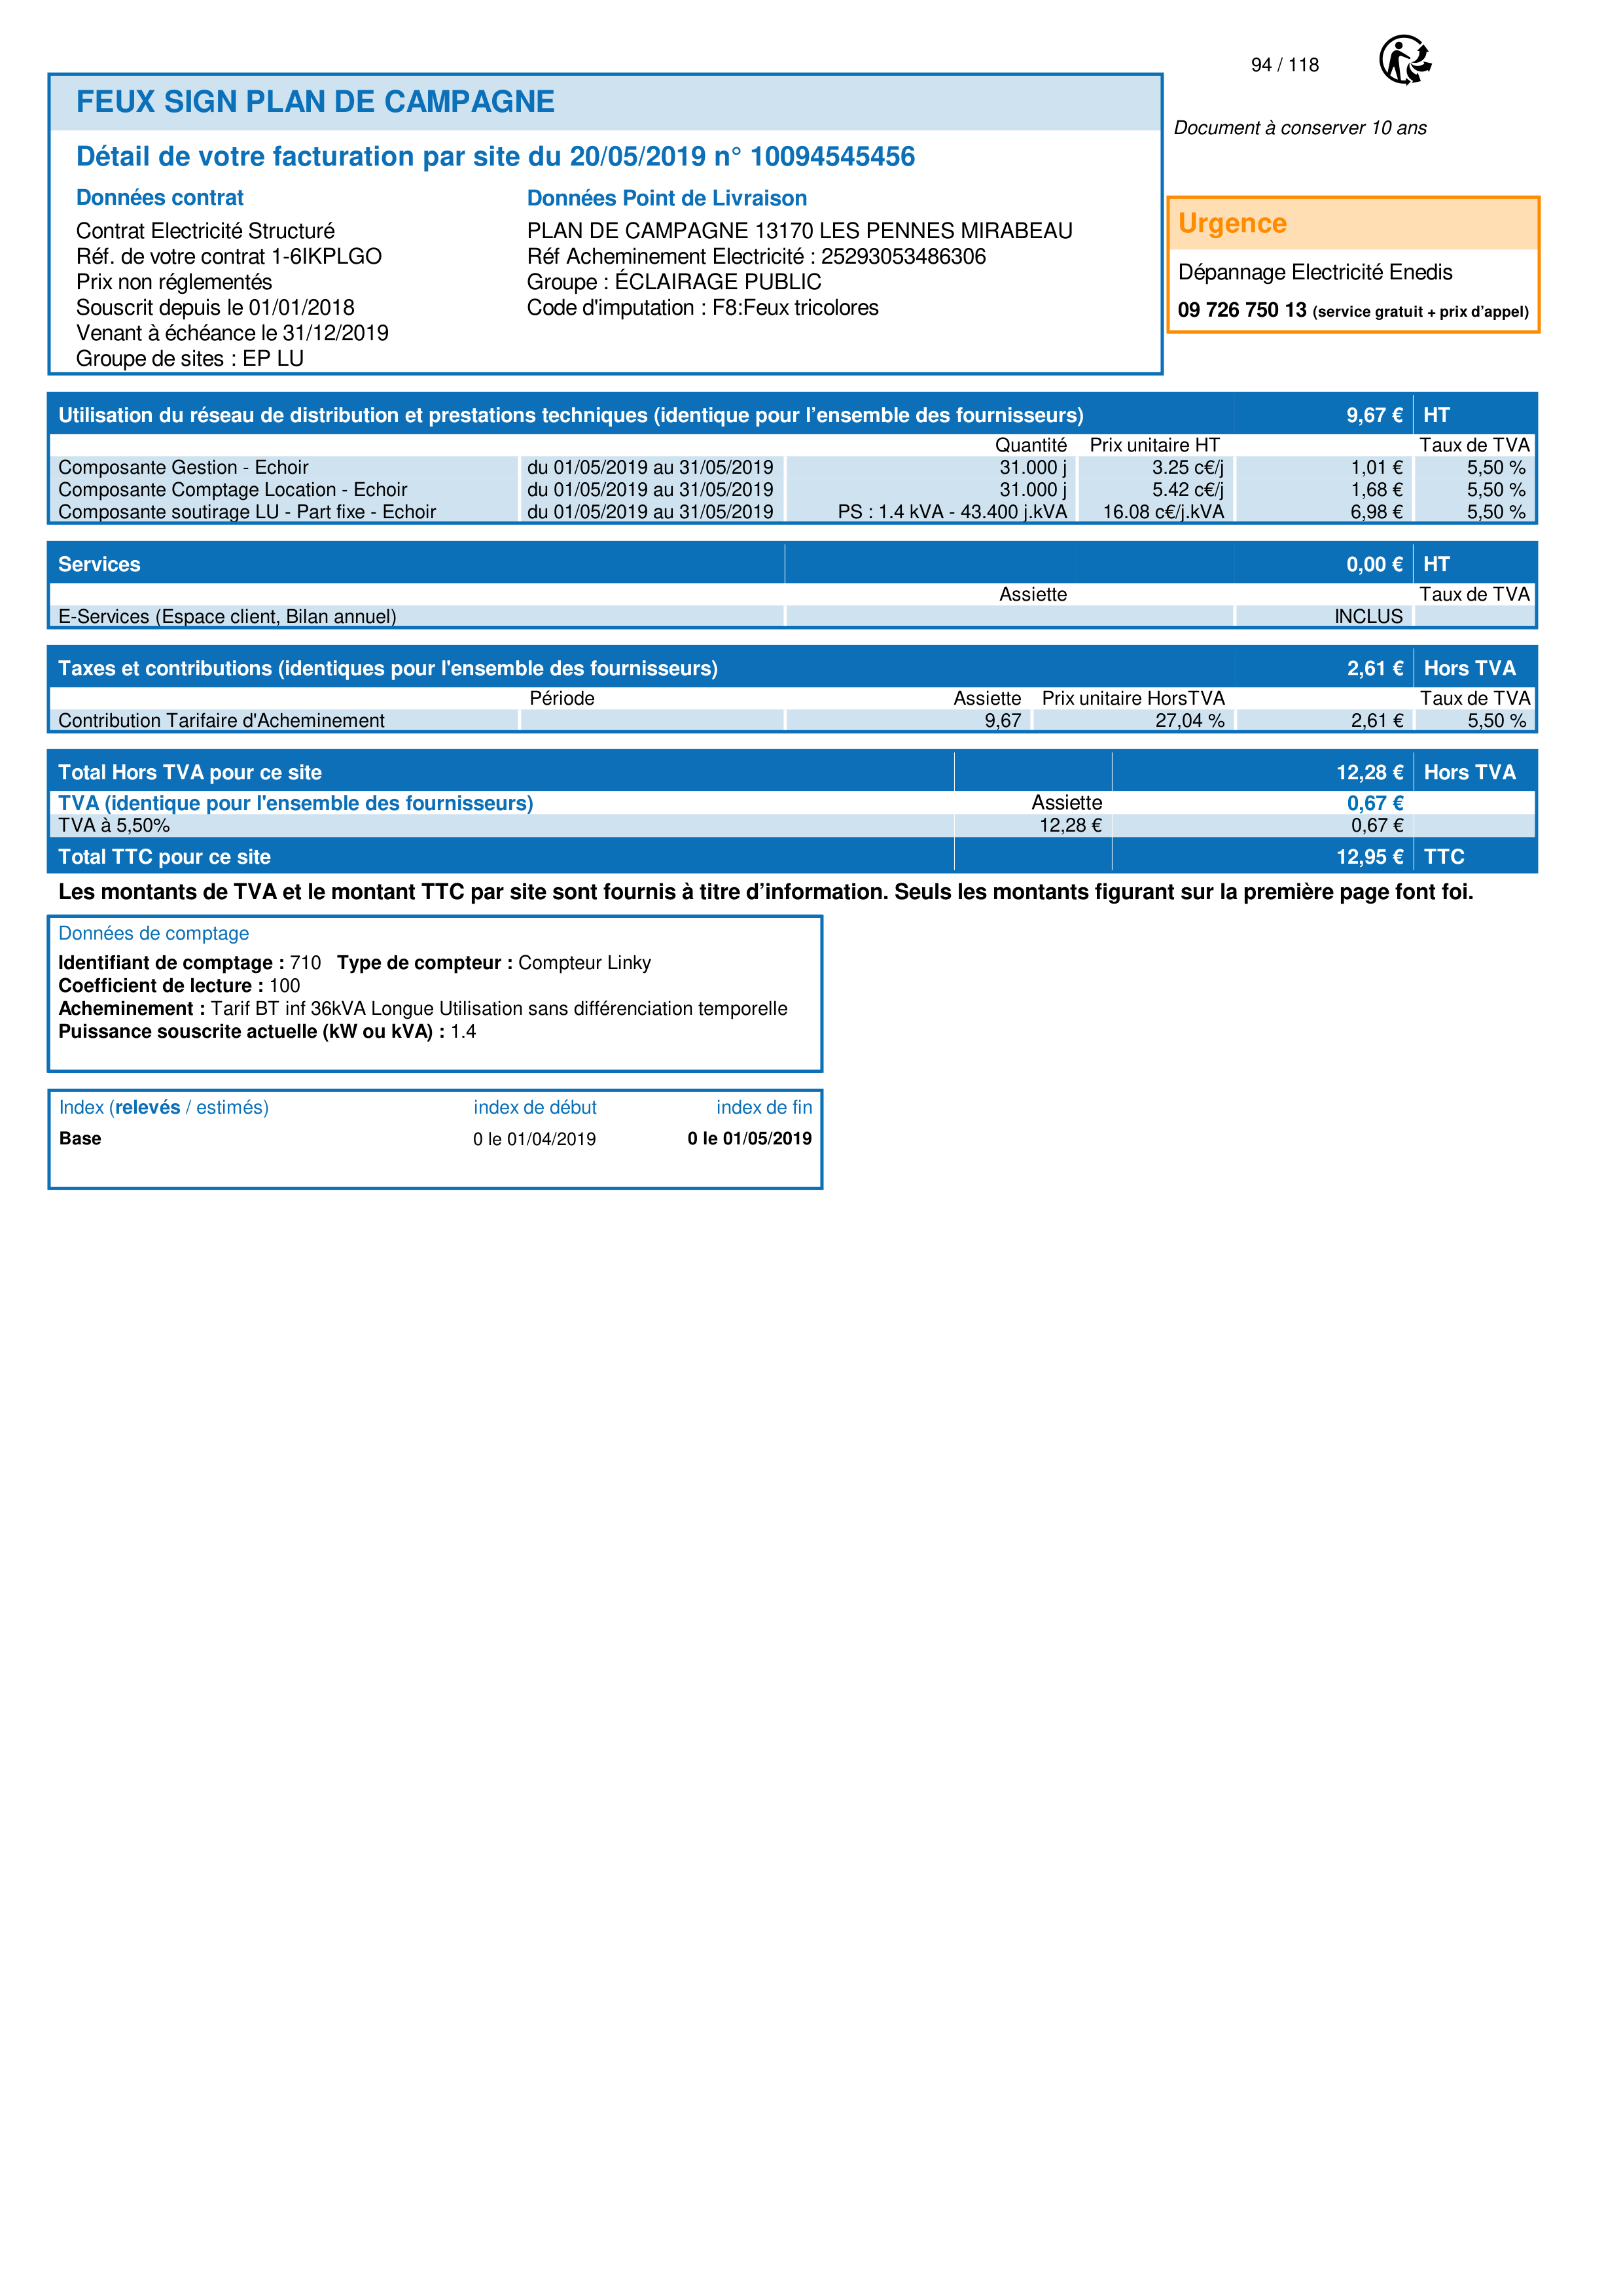 94 / 118
FEUX SIGN PLAN DE CAMPAGNE
Document à conserver 10 ans
Détail de votre facturation par site du 20/05/2019 n° 10094545456
Données contrat
Contrat Electricité Structuré
Réf. de votre contrat 1-6IKPLGO
Prix non réglementés
Souscrit depuis le 01/01/2018
Venant à échéance le 31/12/2019
Groupe de sites : EP LU
Données Point de Livraison
PLAN DE CAMPAGNE 13170 LES PENNES MIRABEAU
Réf Acheminement Electricité : 25293053486306
Groupe : ÉCLAIRAGE PUBLIC
Code d'imputation : F8:Feux tricolores
Urgence
Dépannage Electricité Enedis
09 726 750 13 (service gratuit + prix d’appel)
Utilisation du réseau de distribution et prestations techniques (identique pour l’ensemble des fournisseurs) 9,67 € HT
Quantité Prix unitaire HT Taux de TVA
Composante Gestion - Echoir du 01/05/2019 au 31/05/2019 31.000 j 3.25 c€/j 1,01 € 5,50 %
Composante Comptage Location - Echoir du 01/05/2019 au 31/05/2019 31.000 j 5.42 c€/j 1,68 € 5,50 %
Composante soutirage LU - Part fixe - Echoir du 01/05/2019 au 31/05/2019 PS : 1.4 kVA - 43.400 j.kVA 16.08 c€/j.kVA 6,98 € 5,50 %
Services 0,00 € HT
Assiette Taux de TVA
E-Services (Espace client, Bilan annuel) INCLUS
Taxes et contributions (identiques pour l'ensemble des fournisseurs) 2,61 € Hors TVA
Période Assiette Prix unitaire HorsTVA Taux de TVA
Contribution Tarifaire d'Acheminement 9,67 27,04 % 2,61 € 5,50 %
Total Hors TVA pour ce site 12,28 € Hors TVA
TVA (identique pour l'ensemble des fournisseurs) Assiette 0,67 €
TVA à 5,50% 12,28 € 0,67 €
Total TTC pour ce site 12,95 € TTC
Les montants de TVA et le montant TTC par site sont fournis à titre d’information. Seuls les montants figurant sur la première page font foi.
Données de comptage
Identifiant de comptage : 710 Type de compteur : Compteur Linky
Coefficient de lecture : 100
Acheminement : Tarif BT inf 36kVA Longue Utilisation sans différenciation temporelle
Puissance souscrite actuelle (kW ou kVA) : 1.4
Index (relevés / estimés) index de début index de fin
Base 0 le 01/04/2019 0 le 01/05/2019